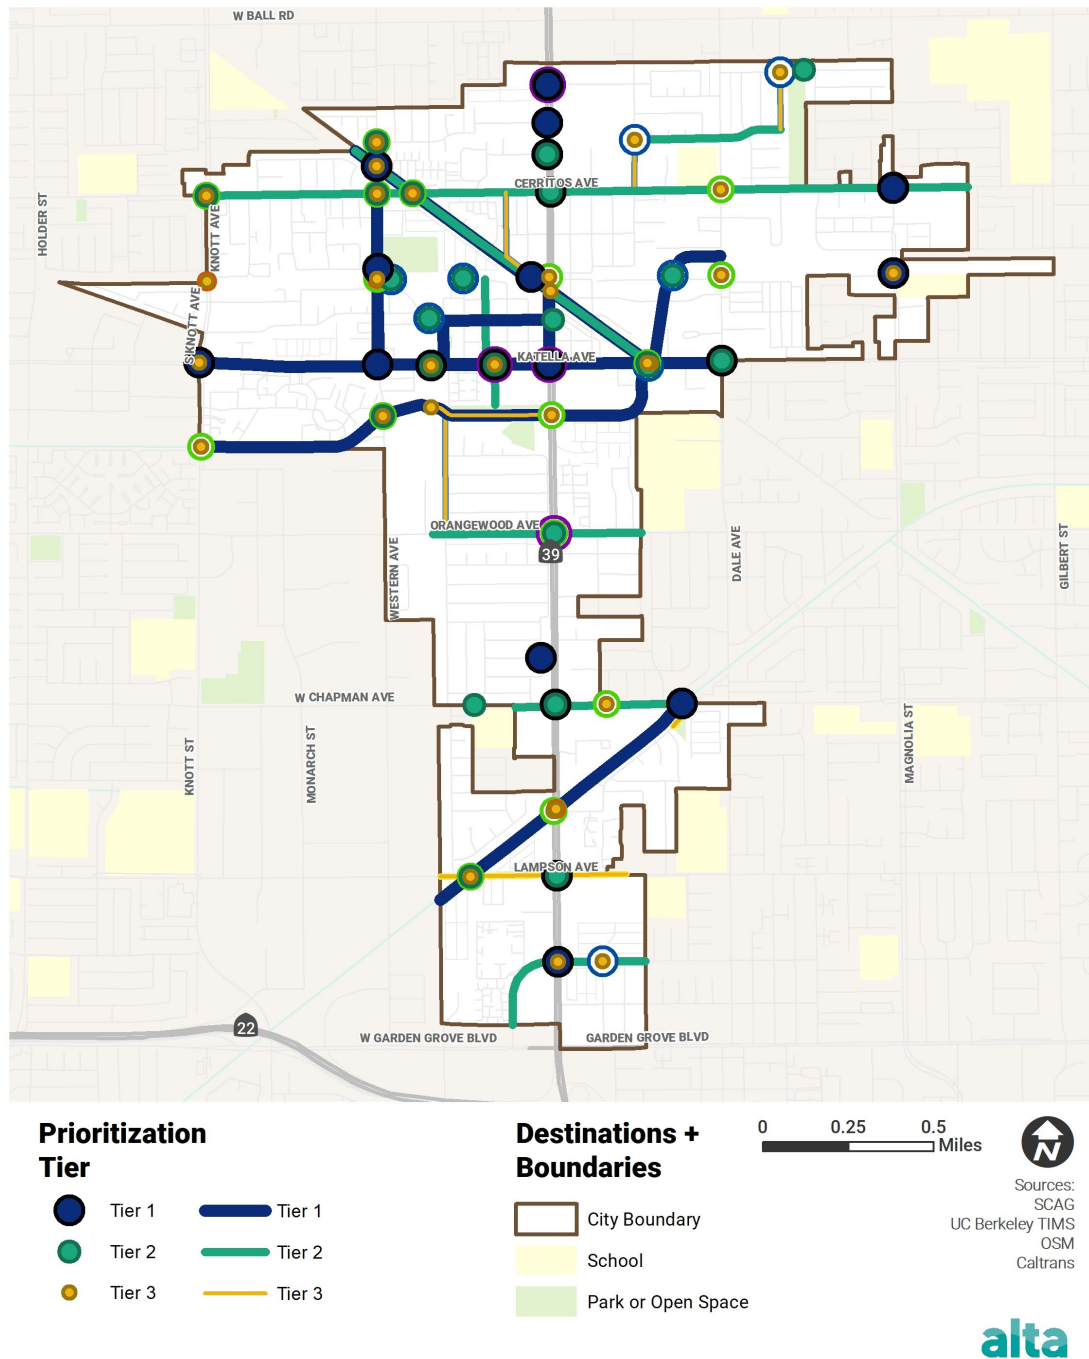 W BALL RD
CERRITOS AVE
HOLDER ST
KNOTT AVE
S KNOTT AVE
KATELLA AVE
ORANGEWOOD AVE
39
WESTERN AVE
DALE AVE
GILBERT ST
W CHAPMAN AVE
KNOTT ST
MONARCH ST
MAGNOLIA ST
LAMPSON AVE
22
W GARDEN GROVE BLVD
GARDEN GROVE BLVD
Prioritization
Tier
Tier 1
Tier 1
Tier 2
Tier 2
Tier 3
Tier 3
Destinations +
Boundaries
City Boundary
School
Park or Open Space
0 0.25 0.5
Miles
N
Sources:
SCAG
UC Berkeley TIMS
OSM
Caltrans
alta